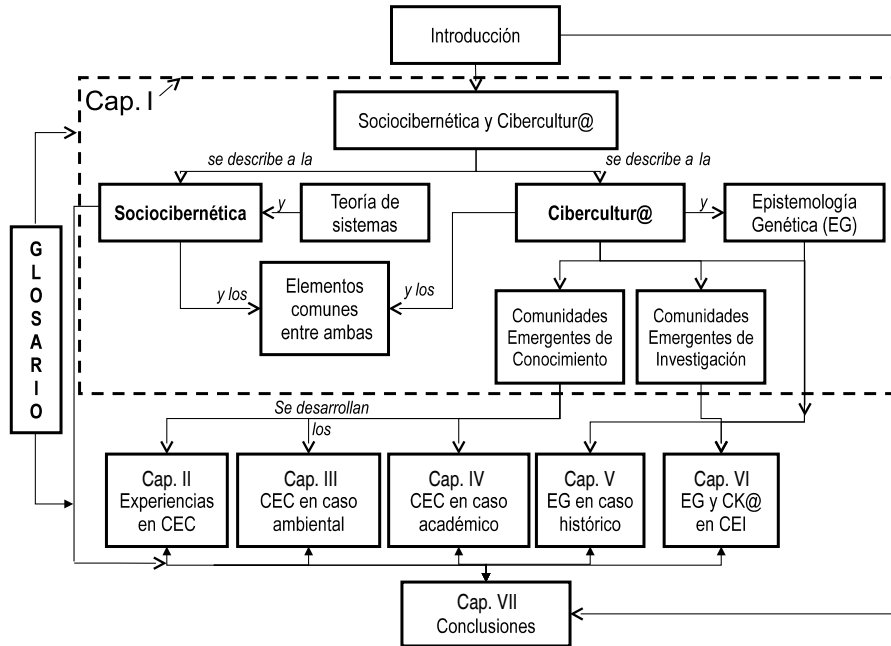 Introducción
Cap. I
Sociocibernética y Cibercultur@
se describe a la
se describe a la
Sociocibernética
y
Teoría de
sistemas
Cibercultur@
y
Epistemología
Genética (EG)
GLOSARIO
y los
Elementos
comunes
entre ambas
y los
Comunidades
Emergentes de
Conocimiento
Comunidades
Emergentes de
Investigación
Se desarrollan
los
Cap. II
Experiencias
en CEC
Cap. III
CEC en caso
ambiental
Cap. IV
CEC en caso
académico
Cap. V
EG en caso
histórico
Cap. VI
EG y CK@
en CEI
Cap. VII
Conclusiones